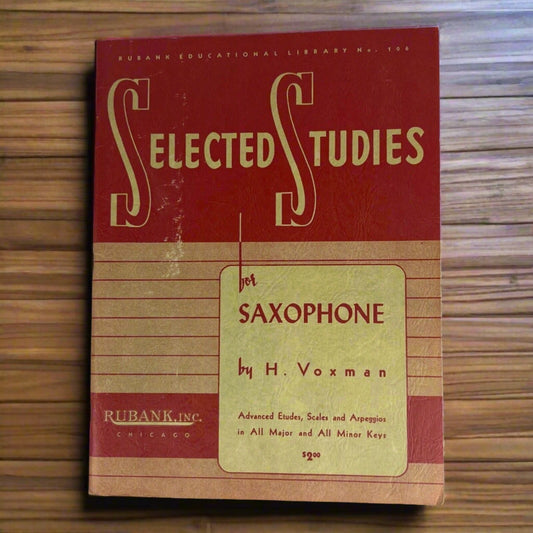 RUBANK EDUCATIONAL LIBRARY No. 106
SELECTED STUDIES
for
SAXOPHONE
by H. Voxman
Advanced Etudes, Scales and Arpeggios
in All Major and All Minor Keys
$2.00
RUBANK, INC.
CHICAGO